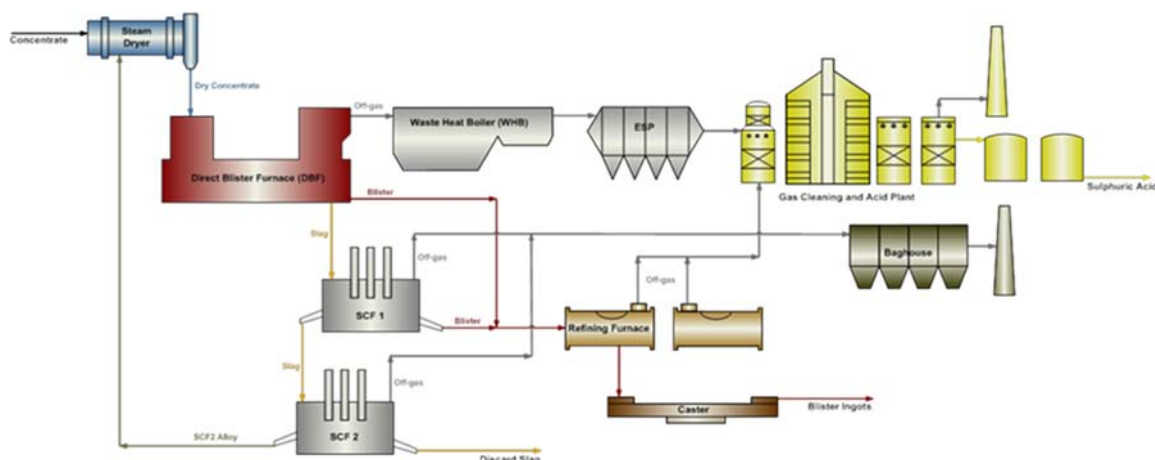 Steam
Dryer
Concentrate
Dry Concentrate
Off-gas
Waste Heat Boiler (WHB)
ESP
Direct Blister Furnace (DBF)
Blister
Sulphuric Acid
Gas Cleaning and Acid Plant
Slag
Off-gas
Baghouse
Off-gas
SCF 1
Blister
Refining Furnace
Slag
Off-gas
Caster
Blister Ingots
SCF 2
SCF2 Alloy
Discard Slag